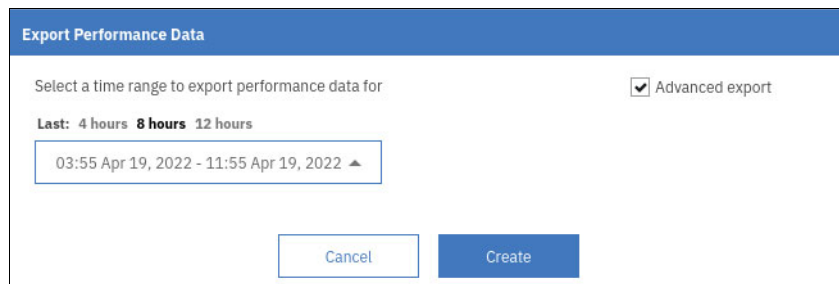 Export Performance Data
Select a time range to export performance data for
Advanced export
Last: 4 hours 8 hours 12 hours
03:55 Apr 19, 2022 - 11:55 Apr 19, 2022
Cancel
Create